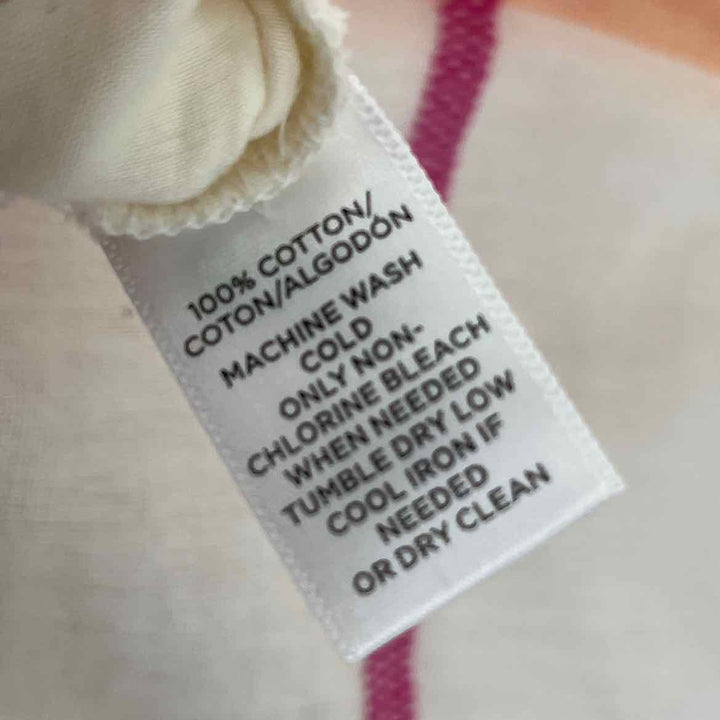 100% COTTON/
COTON/ALGODÓN
MACHINE WASH
COLD
ONLY NON-
CHLORINE BLEACH
WHEN NEEDED
TUMBLE DRY LOW
COOL IRON IF
NEEDED
OR DRY CLEAN